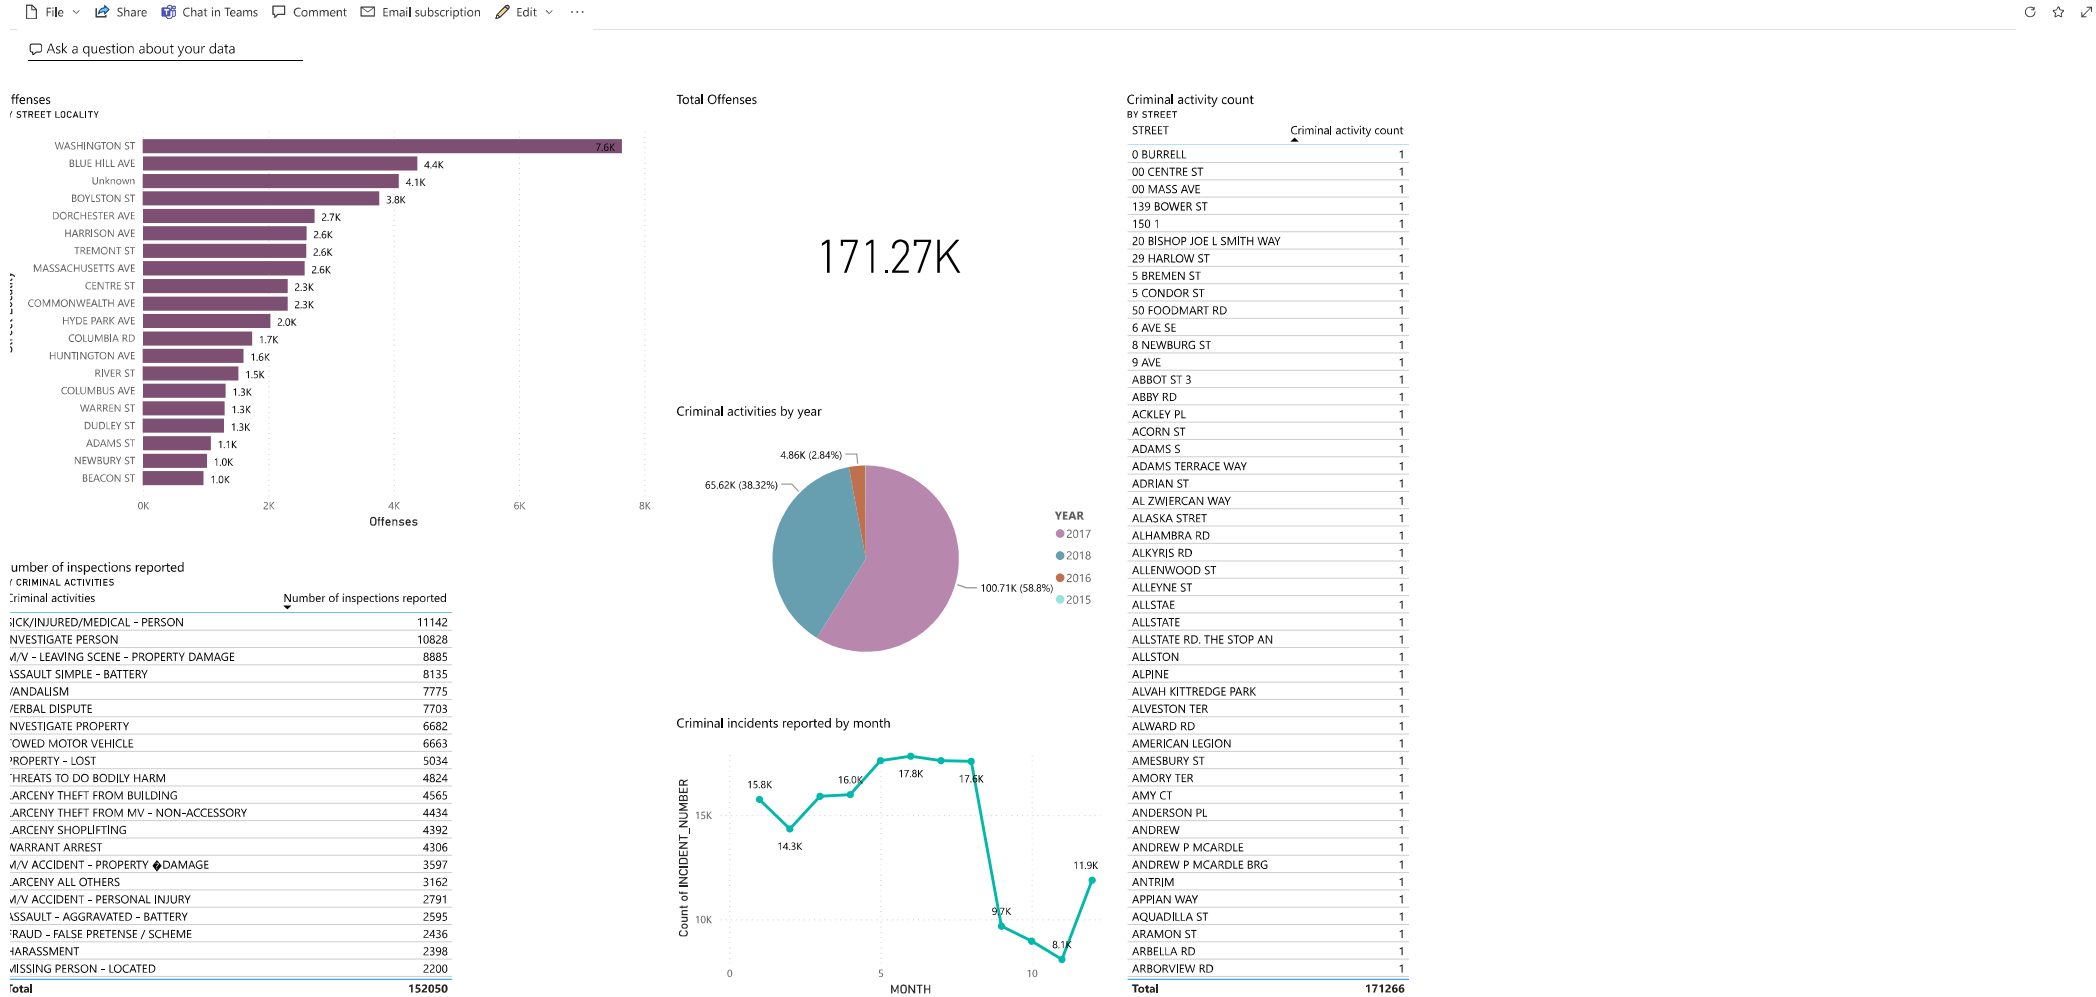 File Share Chat in Teams Comment Email subscription Edit ...
Ask a question about your data
ffenses
Y STREET LOCALITY
WASHINGTON ST 7.6K
BLUE HILL AVE 4.4K
Unknown 4.1K
BOYLSTON ST 3.8K
DORCHESTER AVE 2.7K
HARRISON AVE 2.6K
TREMONT ST 2.6K
MASSACHUSETTS AVE 2.6K
CENTRE ST 2.3K
COMMONWEALTH AVE 2.3K
HYDE PARK AVE 2.0K
COLUMBIA RD 1.7K
HUNTINGTON AVE 1.6K
RIVER ST 1.5K
COLUMBUS AVE 1.3K
WARREN ST 1.3K
DUDLEY ST 1.3K
ADAMS ST 1.1K
NEWBURY ST 1.0K
BEACON ST 1.0K
0K 2K 4K 6K 8K
Offenses
umber of inspections reported
Y CRIMINAL ACTIVITIES
Criminal activities Number of inspections reported
SICK/INJURED/MEDICAL - PERSON 11142
NVESTIGATE PERSON 10828
M/V - LEAVING SCENE - PROPERTY DAMAGE 8885
ASSAULT SIMPLE - BATTERY 8135
VANDALISM 7775
VERBAL DISPUTE 7703
NVESTIGATE PROPERTY 6682
TOWED MOTOR VEHICLE 6663
PROPERTY - LOST 5034
THREATS TO DO BODILY HARM 4824
LARCENY THEFT FROM BUILDING 4565
LARCENY THEFT FROM MV - NON-ACCESSORY 4434
LARCENY SHOPLIFTING 4392
WARRANT ARREST 4306
M/V ACCIDENT - PROPERTY �DAMAGE 3597
LARCENY ALL OTHERS 3162
M/V ACCIDENT - PERSONAL INJURY 2791
ASSAULT - AGGRAVATED - BATTERY 2595
FRAUD - FALSE PRETENSE / SCHEME 2436
HARASSMENT 2398
MISSING PERSON - LOCATED 2200
Total 152050
Total Offenses
171.27K
Criminal activities by year
4.86K (2.84%)
65.62K (38.32%)
100.71K (58.8%)
YEAR
2017
2018
2016
2015
Criminal incidents reported by month
Count of INCIDENT_NUMBER
15K
10K
15.8K
14.3K
16.0K
17.8K
17.6K
9.7K
8.1K
11.9K
0 5 10
MONTH
Criminal activity count
BY STREET
STREET Criminal activity count
0 BURRELL 1
00 CENTRE ST 1
00 MASS AVE 1
139 BOWER ST 1
150 1 1
20 BISHOP JOE L SMITH WAY 1
29 HARLOW ST 1
5 BREMEN ST 1
5 CONDOR ST 1
50 FOODMART RD 1
6 AVE SE 1
8 NEWBURG ST 1
9 AVE 1
ABBOT ST 3 1
ABBY RD 1
ACKLEY PL 1
ACORN ST 1
ADAMS S 1
ADAMS TERRACE WAY 1
ADRIAN ST 1
AL ZWIERCAN WAY 1
ALASKA STRET 1
ALHAMBRA RD 1
ALKYRIS RD 1
ALLENWOOD ST 1
ALLEYNE ST 1
ALLSTAE 1
ALLSTATE 1
ALLSTATE RD. THE STOP AN 1
ALLSTON 1
ALPINE 1
ALVAH KITTREDGE PARK 1
ALVESTON TER 1
ALWARD RD 1
AMERICAN LEGION 1
AMESBURY ST 1
AMORY TER 1
AMY CT 1
ANDERSON PL 1
ANDREW 1
ANDREW P MCARDLE 1
ANDREW P MCARDLE BRG 1
ANTRIM 1
APPIAN WAY 1
AQUADILLA ST 1
ARAMON ST 1
ARBELLA RD 1
ARBORVIEW RD 1
Total 171266